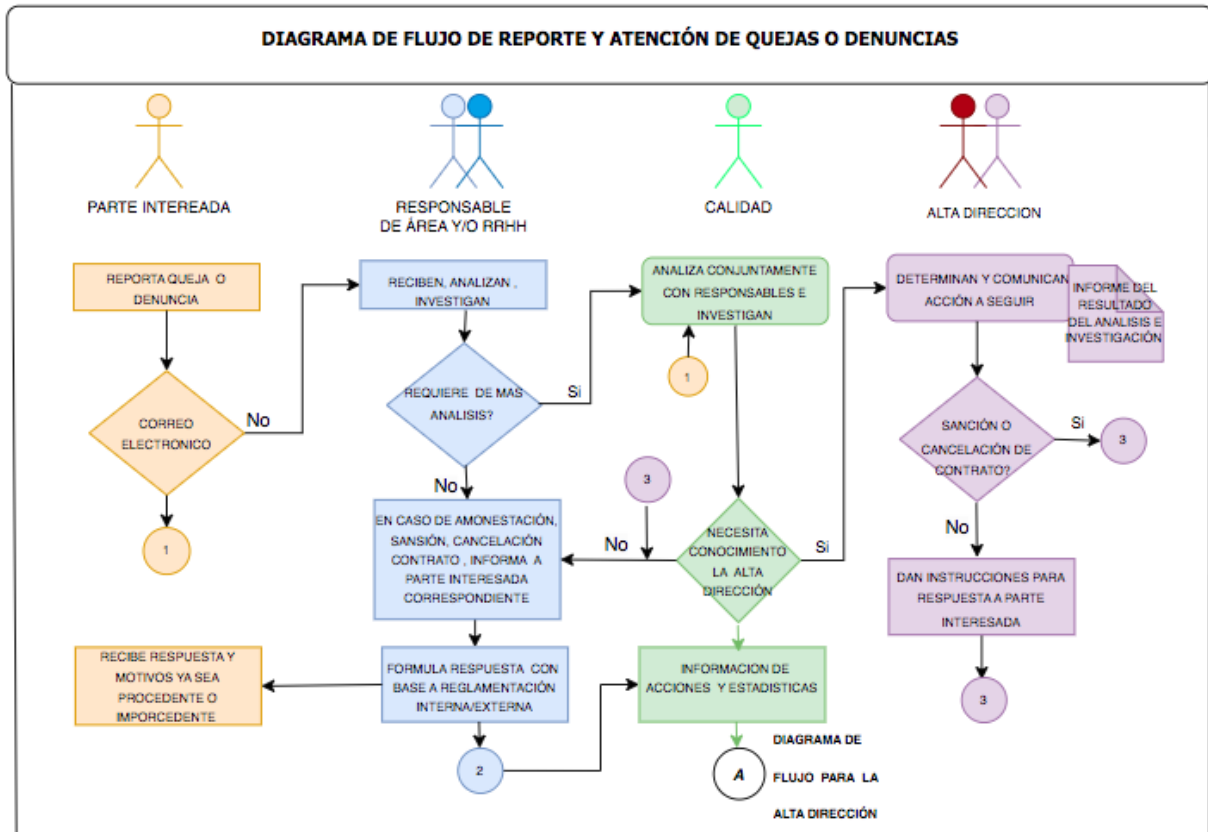 DIAGRAMA DE FLUJO DE REPORTE Y ATENCIÓN DE QUEJAS O DENUNCIAS
PARTE INTEREADA
RESPONSABLE
DE ÁREA Y/O RRHH
CALIDAD
ALTA DIRECCION
REPORTA QUEJA O
DENUNCIA
RECIBEN, ANALIZAN ,
INVESTIGAN
ANALIZA CONJUNTAMENTE
CON RESPONSABLES E
INVESTIGAN
DETERMINAN Y COMUNICAN
ACCIÓN A SEGUIR
INFORME DEL
RESULTADO
DEL ANALISIS E
INVESTIGACIÓN
CORREO
ELECTRONICO
No
REQUIERE DE MAS
ANALISIS?
Si
1
SANCIÓN O
CANCELACIÓN DE
CONTRATO?
Si
3
No
3
No
1
EN CASO DE AMONESTACIÓN,
SANSIÓN, CANCELACIÓN
CONTRATO , INFORMA A
PARTE INTERESADA
CORRESPONDIENTE
No
NECESITA
CONOCIMIENTO
LA ALTA
DIRECCIÓN
Si
DAN INSTRUCCIONES PARA
RESPUESTA A PARTE
INTERESADA
RECIBE RESPUESTA Y
MOTIVOS YA SEA
PROCEDENTE O
IMPORCEDENTE
FORMULA RESPUESTA CON
BASE A REGLAMENTACIÓN
INTERNA/EXTERNA
INFORMACION DE
ACCIONES Y ESTADISTICAS
3
2
A
DIAGRAMA DE
FLUJO PARA LA
ALTA DIRECCIÓN